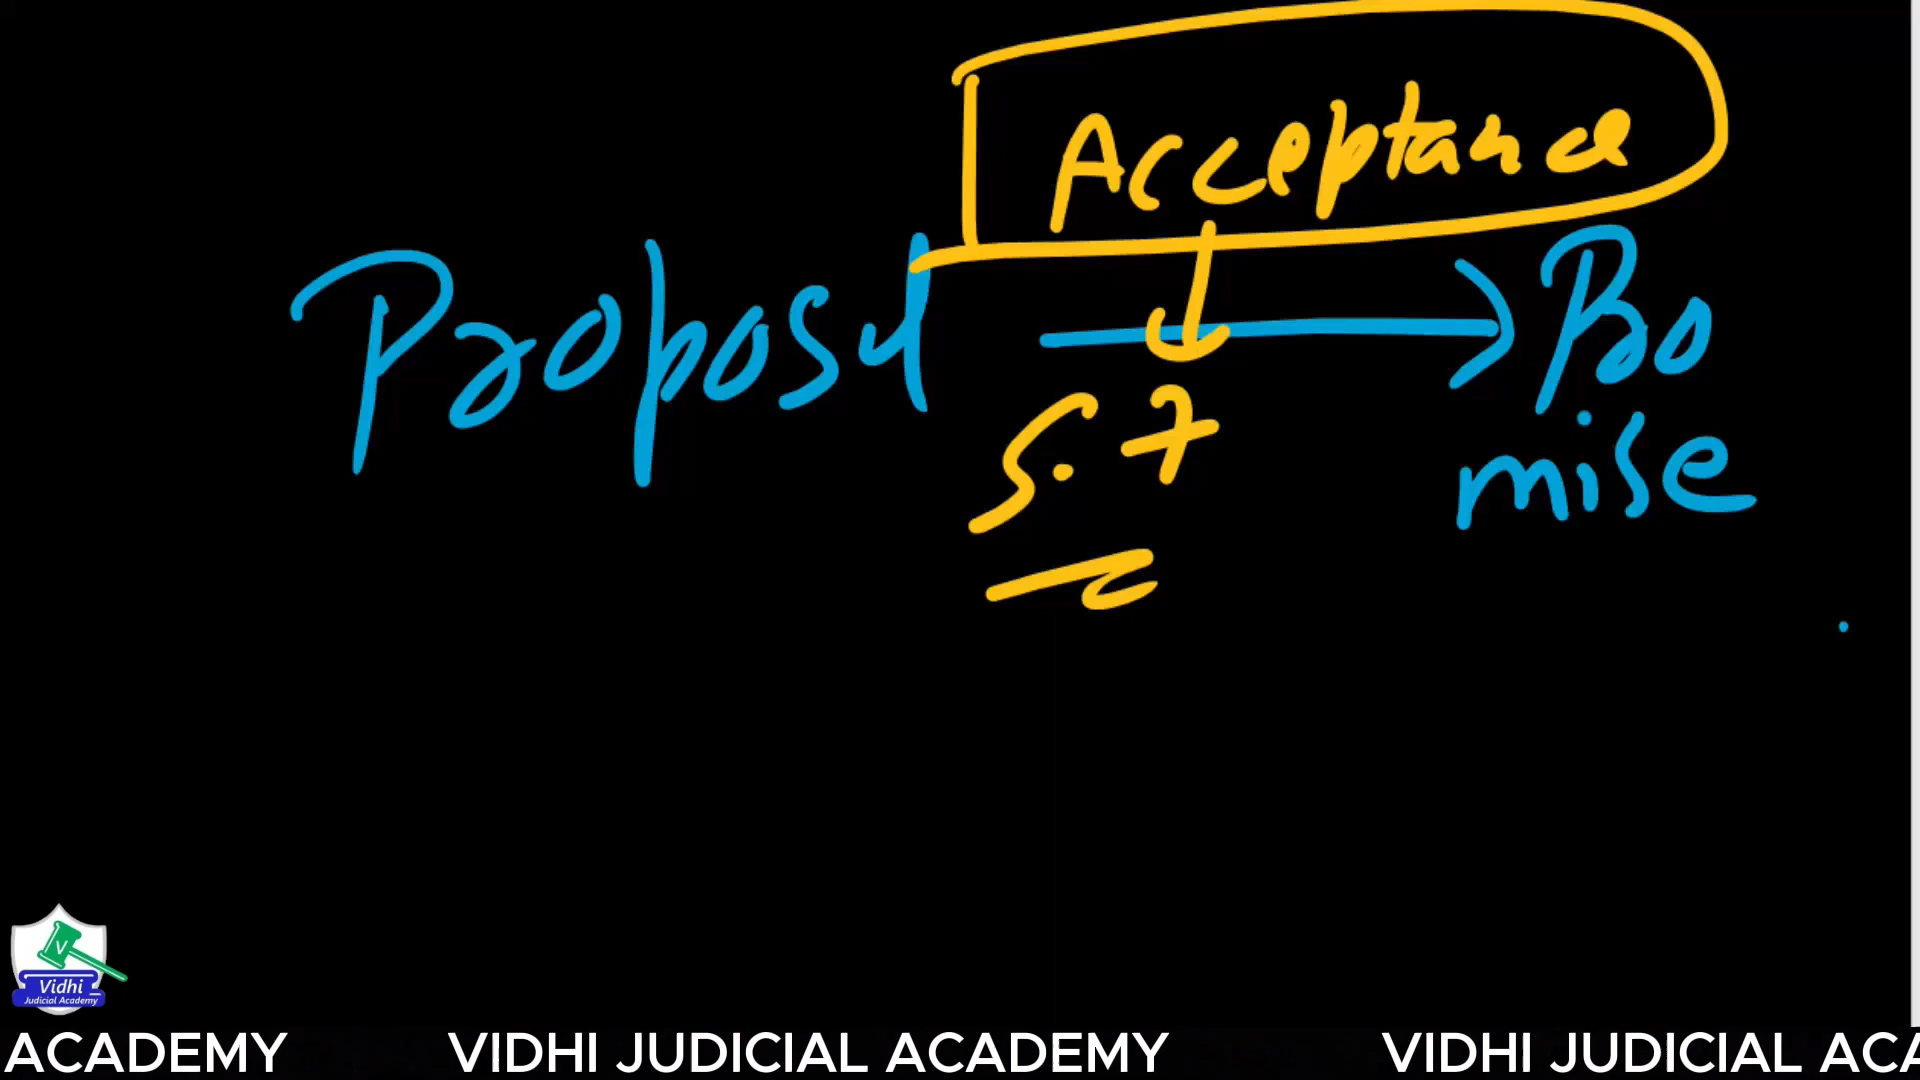 Acceptance
Proposal
Pro
mise
S. 7
V
Vidhi
Judicial Academy
ACADEMY VIDHI JUDICIAL ACADEMY VIDHI JUDICIAL ACA